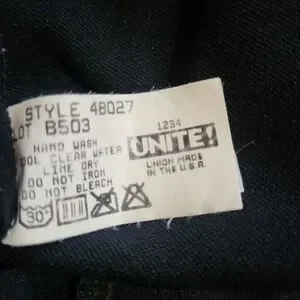 STYLE 4B027
LOT B503
HAND WASH
COOL CLEAR WATER
LINE DRY
DO NOT IRON
DO NOT BLEACH
30°
1234
UNITE!
UNION MADE
IN THE U.S.A.